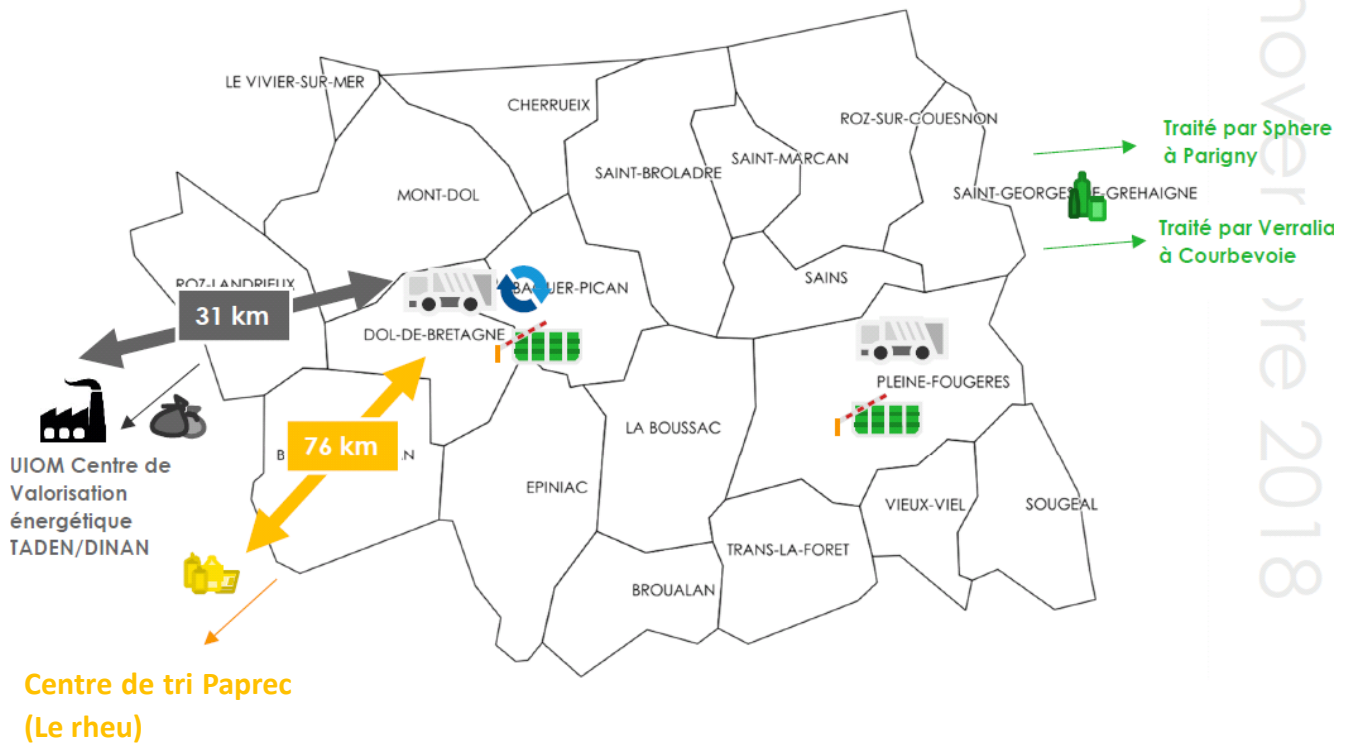 LE VIVIER-SUR-MER
CHERRUEIX
ROZ-SUR-COUESNON
Traité par Sphere
à Parigny
SAINT-BROLADRE
SAINT-MARCAN
MONT-DOL
SAINT-GEORGES-DE-GREHAIGNE
Traité par Verralia
à Courbevoie
ROZ-LANDRIEUX
31 km
BAGUER-PICAN
SAINS
DOL-DE-BRETAGNE
PLEINE-FOUGERES
LA BOUSSAC
76 km
UIOM Centre de
Valorisation
énergétique
TADEN/DINAN
EPINIAC
VIEUX-VIEL
SOUGEAL
TRANS-LA-FORET
BROUALAN
Centre de tri Paprec
(Le rheu)
2018